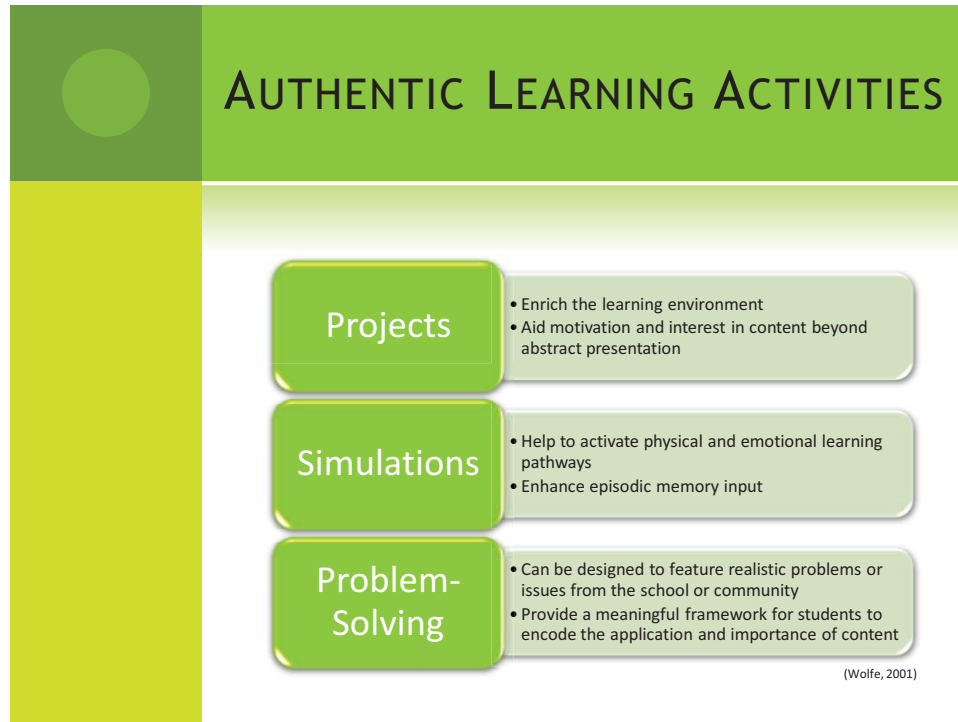 AUTHENTIC LEARNING ACTIVITIES
Projects
• Enrich the learning environment
• Aid motivation and interest in content beyond
abstract presentation
Simulations
• Help to activate physical and emotional learning
pathways
• Enhance episodic memory input
Problem-
Solving
• Can be designed to feature realistic problems or
issues from the school or community
• Provide a meaningful framework for students to
encode the application and importance of content
(Wolfe, 2001)